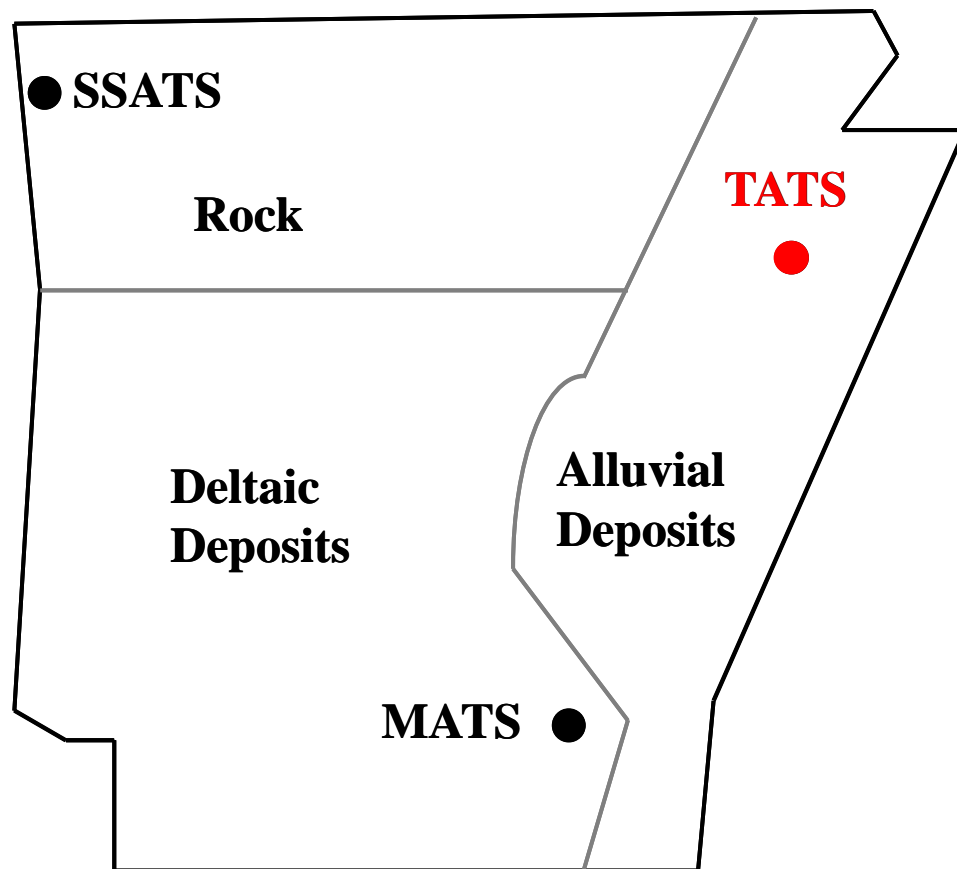 SSATS
TATS
Rock
Deltaic
Deposits
Alluvial
Deposits
MATS